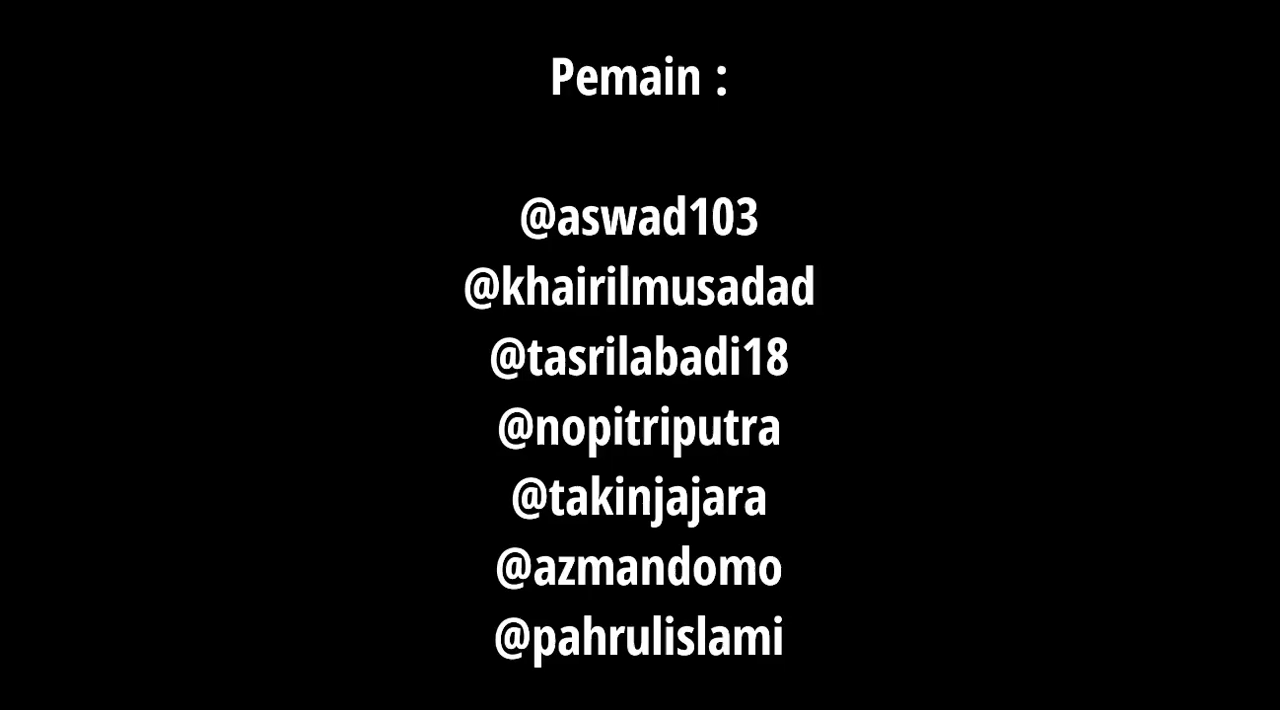 Pemain :
@aswad103
@khairilmusadad
@tasrilabadi18
@nopitriputra
@takinjajara
@azmandomo
@pahrulislami